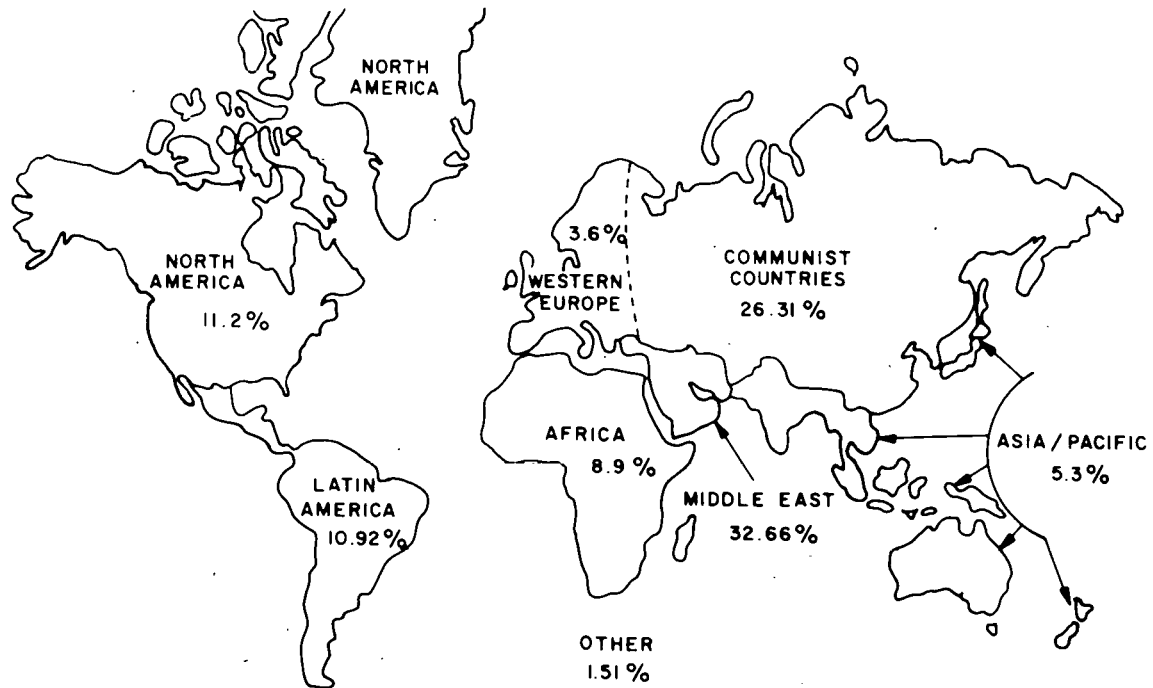 NORTH
AMERICA
NORTH
AMERICA
11.2%
3.6%
WESTERN
EUROPE
COMMUNIST
COUNTRIES
26.31%
AFRICA
8.9%
ASIA/PACIFIC
5.3%
LATIN
AMERICA
10.92%
MIDDLE EAST
32.66%
OTHER
1.51%